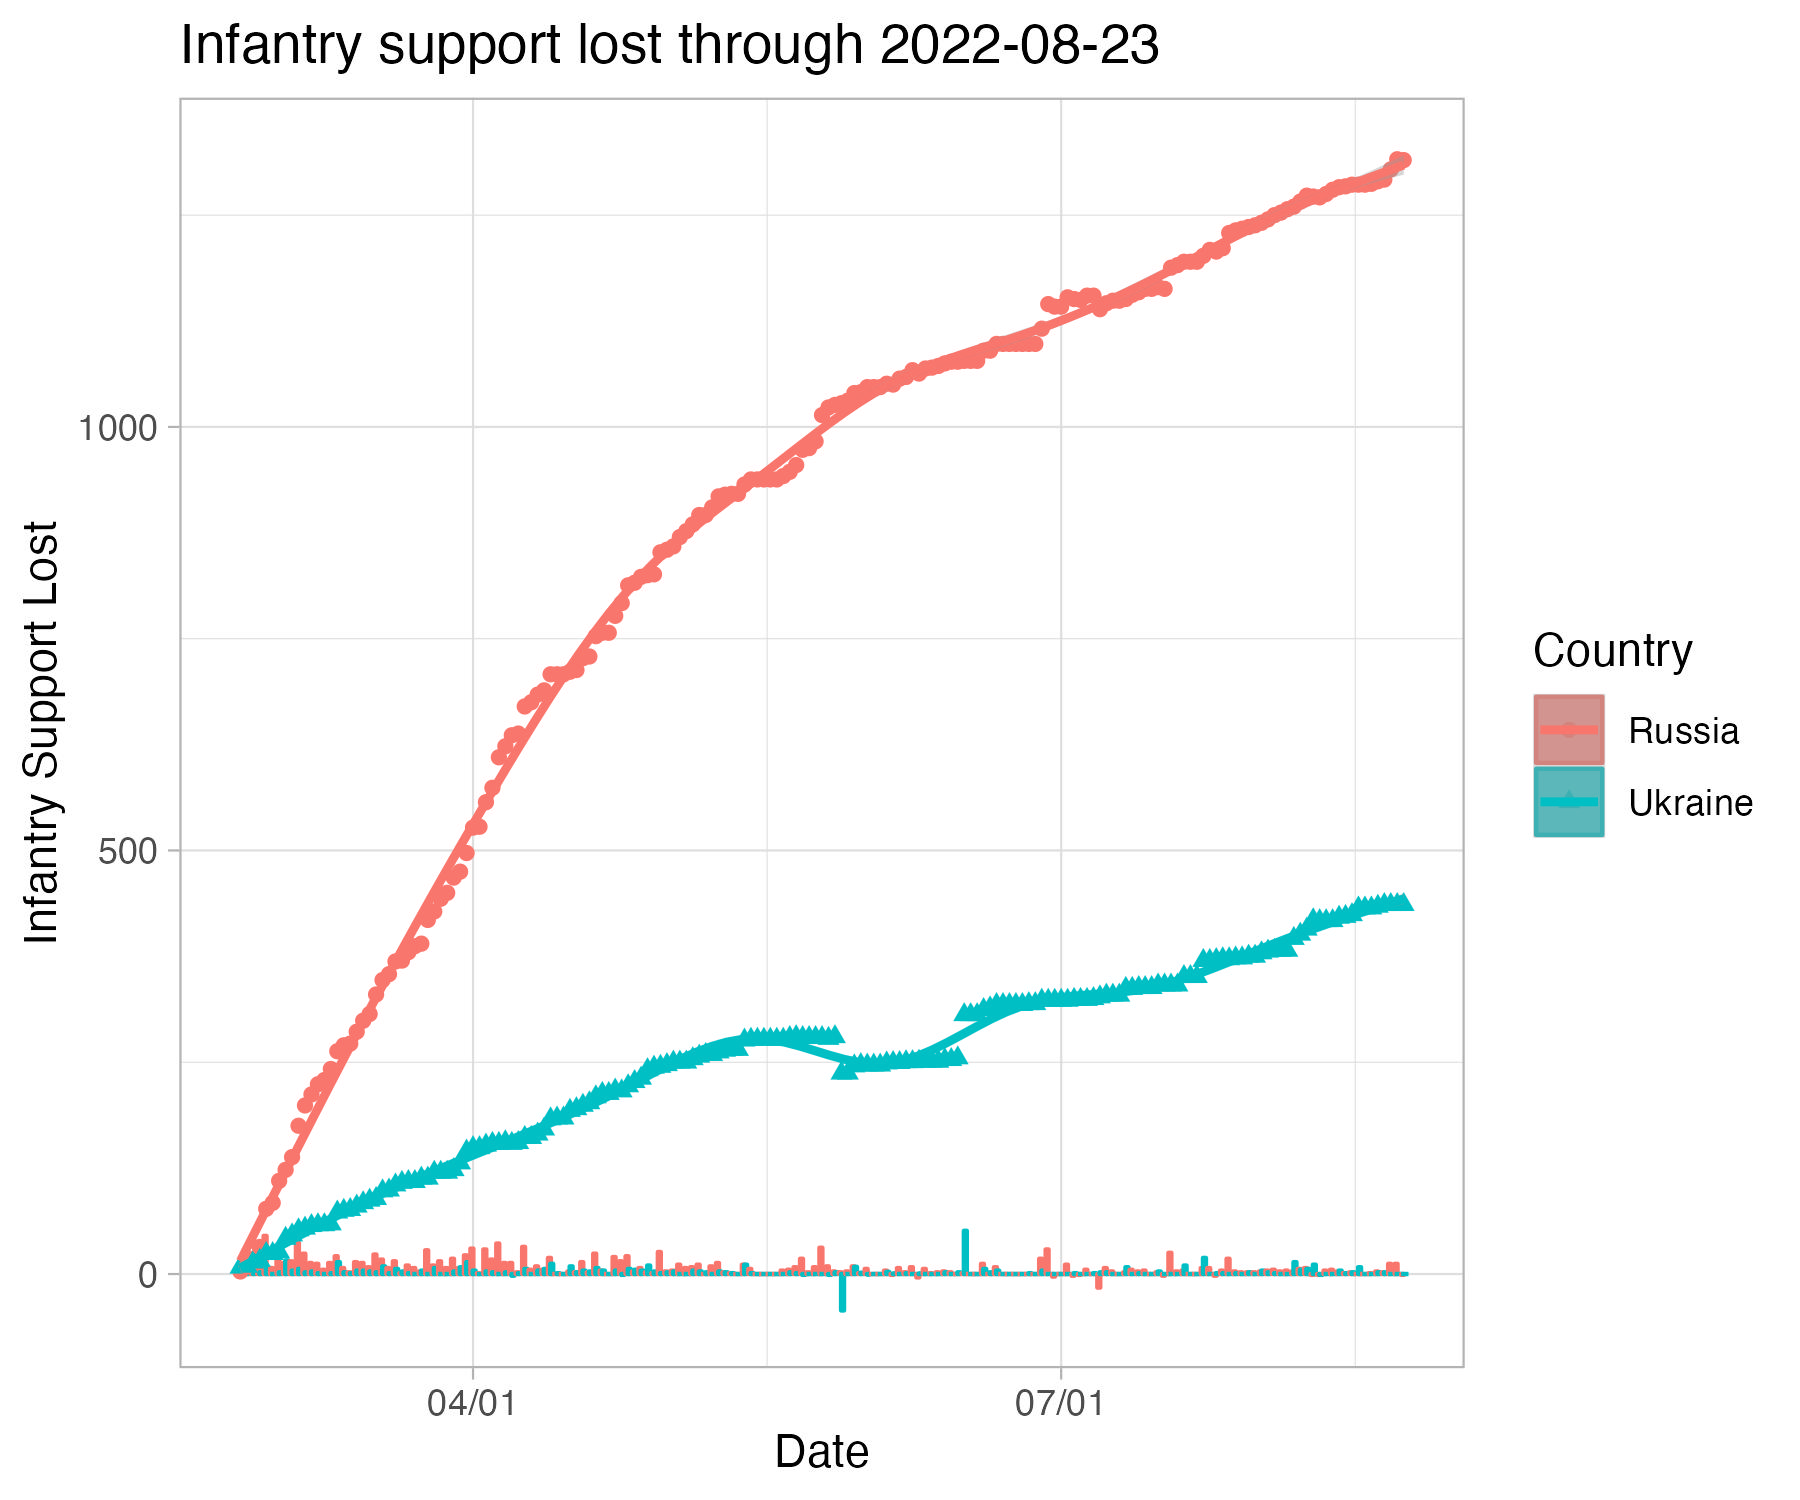 Infantry support lost through 2022-08-23
Infantry Support Lost
1000
500
0
04/01
07/01
Date
Country
Russia
Ukraine